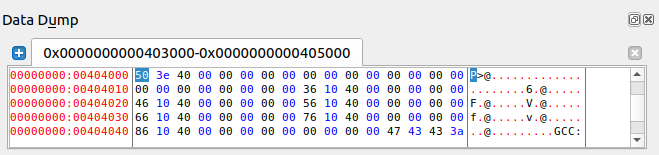 Data Dump
0x0000000000403000-0x0000000000405000
00000000:00404000 50 3e 40 00 00 00 00 00 00 00 00 00 00 00 00 00 P>@.............
00000000:00404010 00 00 00 00 00 00 00 00 36 10 40 00 00 00 00 00 ........6.@.....
00000000:00404020 46 10 40 00 00 00 00 00 56 10 40 00 00 00 00 00 F.@.....V.@.....
00000000:00404030 66 10 40 00 00 00 00 00 76 10 40 00 00 00 00 00 f.@.....v.@.....
00000000:00404040 86 10 40 00 00 00 00 00 00 00 00 00 47 43 43 3a ..@.........GCC: